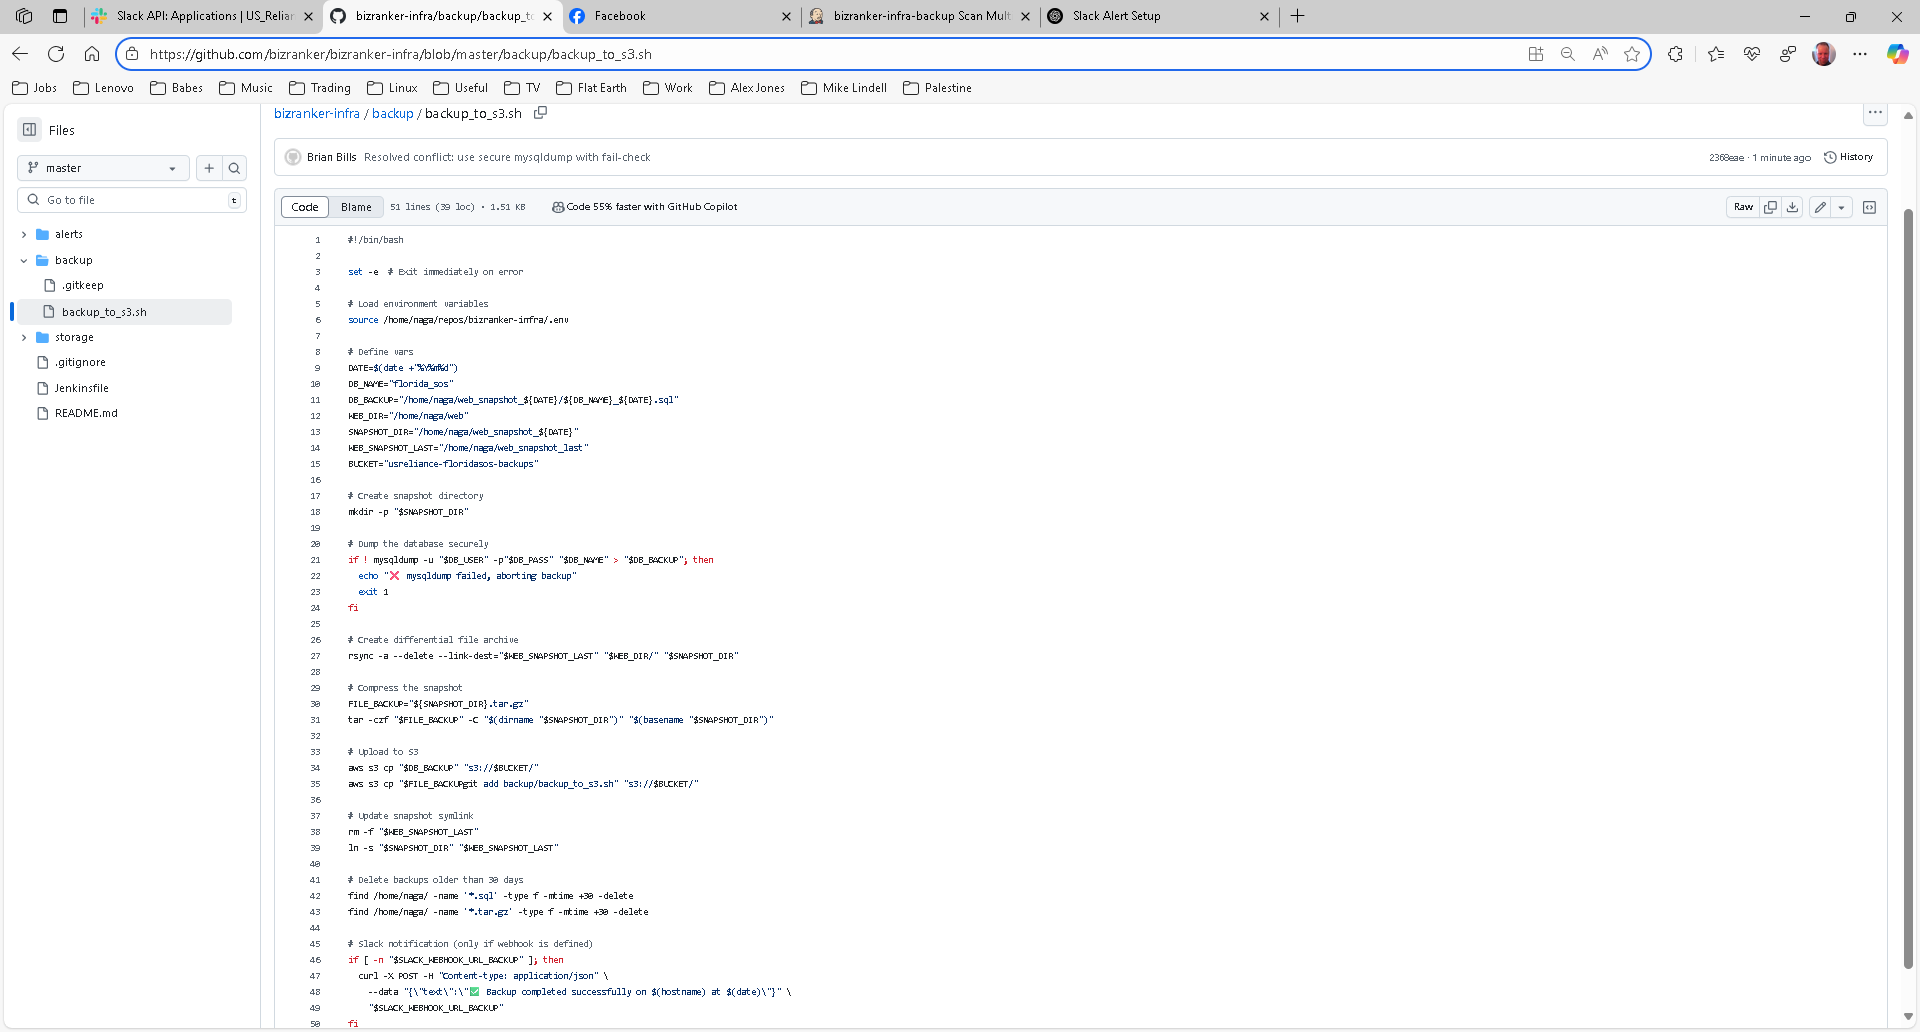 Slack API: Applications | US_Relian
bizranker-infra/backup/backup_to
Facebook
bizranker-infra-backup Scan Mult
Slack Alert Setup
https://github.com/bizranker/bizranker-infra/blob/master/backup/backup_to_s3.sh
Jobs Lenovo Babes Music Trading Linux Useful TV Flat Earth Work Alex Jones Mike Lindell Palestine
Files
master
Go to file
t
alerts
backup
.gitkeep
backup_to_s3.sh
storage
.gitignore
Jenkinsfile
README.md
bizranker-infra / backup / backup_to_s3.sh
Brian Bills Resolved conflict: use secure mysqldump with fail-check 2368eae · 1 minute ago History
Code Blame 51 lines (39 loc) · 1.51 KB Code 55% faster with GitHub Copilot Raw
1 #!/bin/bash
2
3 set -e  # Exit immediately on error
4
5 # Load environment variables
6 source /home/naga/repos/bizranker-infra/.env
7
8 # Define vars
9 DATE=$(date +"%Y%m%d")
10 DB_NAME="florida_sos"
11 DB_BACKUP="/home/naga/web_snapshot_${DATE}/${DB_NAME}_${DATE}.sql"
12 WEB_DIR="/home/naga/web"
13 SNAPSHOT_DIR="/home/naga/web_snapshot_${DATE}"
14 WEB_SNAPSHOT_LAST="/home/naga/web_snapshot_last"
15 BUCKET="usreliance-floridasos-backups"
16
17 # Create snapshot directory
18 mkdir -p "$SNAPSHOT_DIR"
19
20 # Dump the database securely
21 if ! mysqldump -u "$DB_USER" -p"$DB_PASS" "$DB_NAME" > "$DB_BACKUP"; then
22   echo "❌ mysqldump failed, aborting backup"
23   exit 1
24 fi
25
26 # Create differential file archive
27 rsync -a --delete --link-dest="$WEB_SNAPSHOT_LAST" "$WEB_DIR/" "$SNAPSHOT_DIR"
28
29 # Compress the snapshot
30 FILE_BACKUP="${SNAPSHOT_DIR}.tar.gz"
31 tar -czf "$FILE_BACKUP" -C "$(dirname "$SNAPSHOT_DIR")" "$(basename "$SNAPSHOT_DIR")"
32
33 # Upload to S3
34 aws s3 cp "$DB_BACKUP" "s3://$BUCKET/"
35 aws s3 cp "$FILE_BACKUPgit add backup/backup_to_s3.sh" "s3://$BUCKET/"
36
37 # Update snapshot symlink
38 rm -f "$WEB_SNAPSHOT_LAST"
39 ln -s "$SNAPSHOT_DIR" "$WEB_SNAPSHOT_LAST"
40
41 # Delete backups older than 30 days
42 find /home/naga/ -name '*.sql' -type f -mtime +30 -delete
43 find /home/naga/ -name '*.tar.gz' -type f -mtime +30 -delete
44
45 # Slack notification (only if webhook is defined)
46 if [ -n "$SLACK_WEBHOOK_URL_BACKUP" ]; then
47   curl -X POST -H "Content-type: application/json" \
48     --data "{\"text\":\"✅ Backup completed successfully on $(hostname) at $(date)\"}" \
49     "$SLACK_WEBHOOK_URL_BACKUP"
50 fi